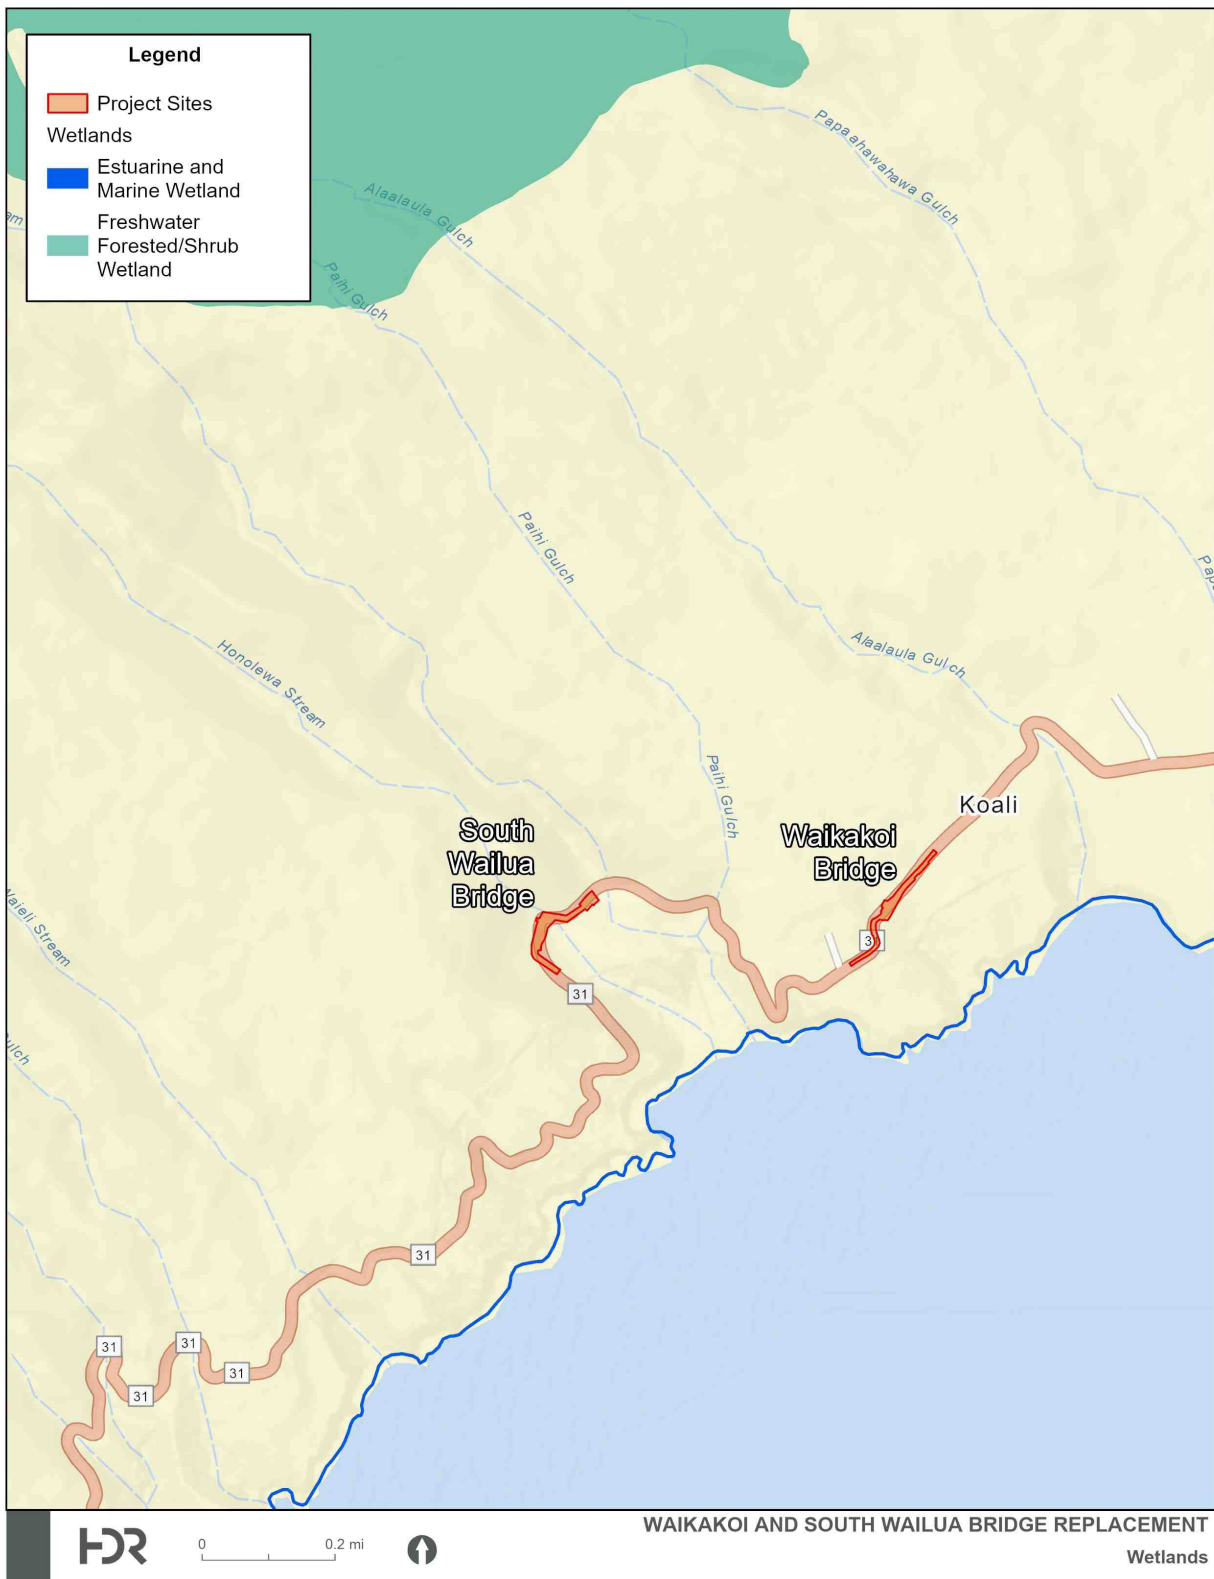 Legend
Project Sites
Wetlands
Estuarine and
Marine Wetland
Freshwater
Forested/Shrub
Wetland
Papaahawahawa Gulch
Alaalaula Gulch
Paihi Gulch
Paihi Gulch
Honolewa Stream
Alaalaula Gulch
Paihi Gulch
Koali
South
Wailua
Bridge
Waikakoi
Bridge
31
31
Naieli Stream
31
31
31
31
31
HDR
0
0.2 mi
WAIKAKOI AND SOUTH WAILUA BRIDGE REPLACEMENT
Wetlands